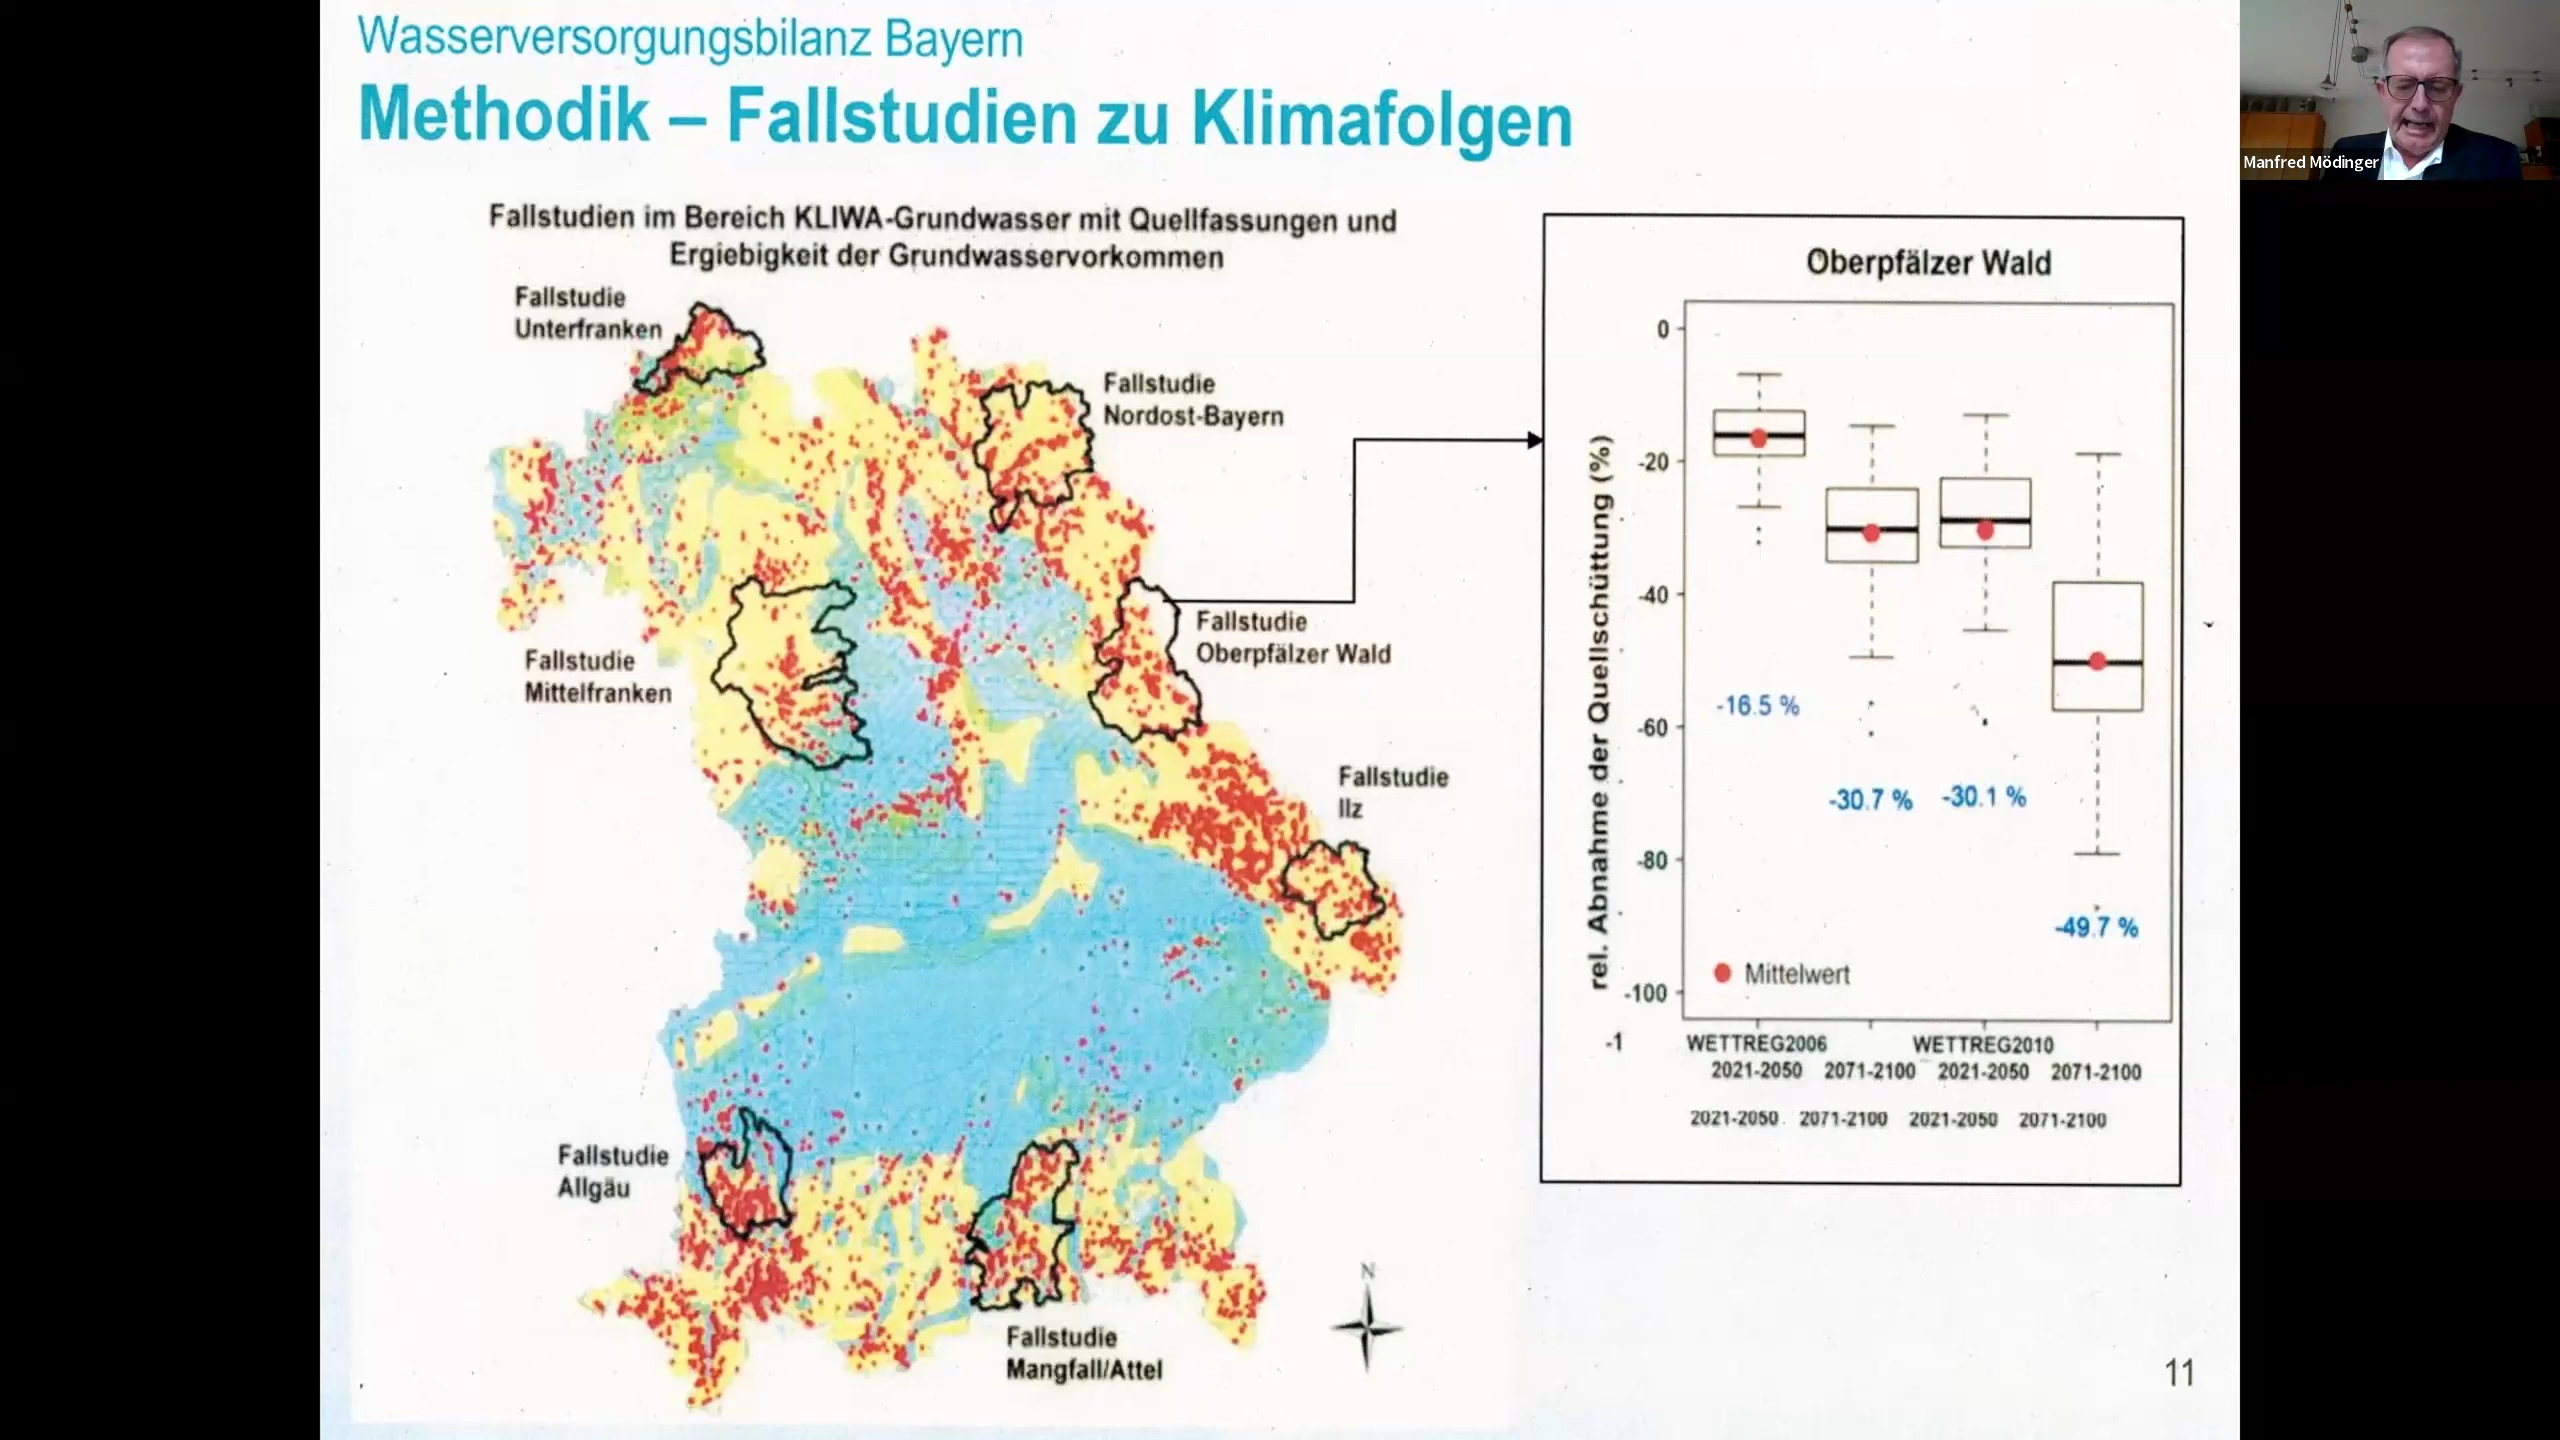 Wasserversorgungsbilanz Bayern
Methodik – Fallstudien zu Klimafolgen
Manfred Mödinger
Fallstudien im Bereich KLIWA-Grundwasser mit Quellfassungen und
Ergiebigkeit der Grundwasservorkommen
Fallstudie
Unterfranken
Fallstudie
Nordost-Bayern
Fallstudie
Mittelfranken
Fallstudie
Oberpfälzer Wald
Fallstudie
Ilz
Fallstudie
Allgäu
Fallstudie
Mangfall/Attel
N
Oberpfälzer Wald
rel. Abnahme der Quellschüttung (%)
0
-20
-40
-60
-80
-100
-1
-16.5 %
-30.7 %
-30.1 %
-49.7 %
Mittelwert
WETTREG2006 WETTREG2010
2021-2050 2071-2100 2021-2050 2071-2100
2021-2050 2071-2100 2021-2050 2071-2100
11